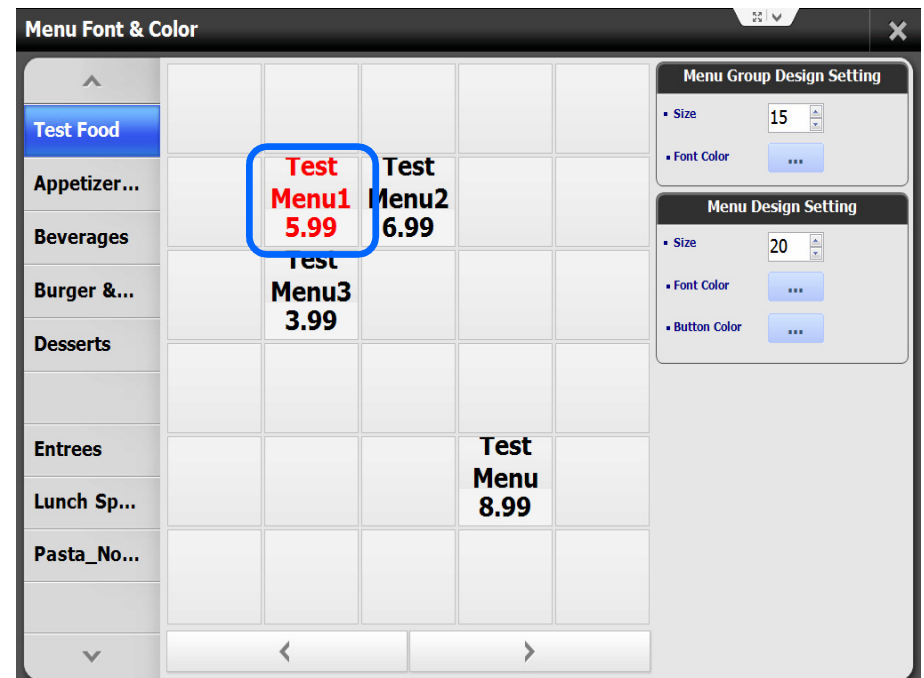 Menu Font & Color
Test Food
Appetizer...
Beverages
Burger &...
Desserts
Entrees
Lunch Sp...
Pasta_No...
Test
Menu1
5.99
Test
Menu2
6.99
Test
Menu3
3.99
Test
Menu
8.99
Menu Group Design Setting
Size
15
Font Color
...
Menu Design Setting
Size
20
Font Color
...
Button Color
...